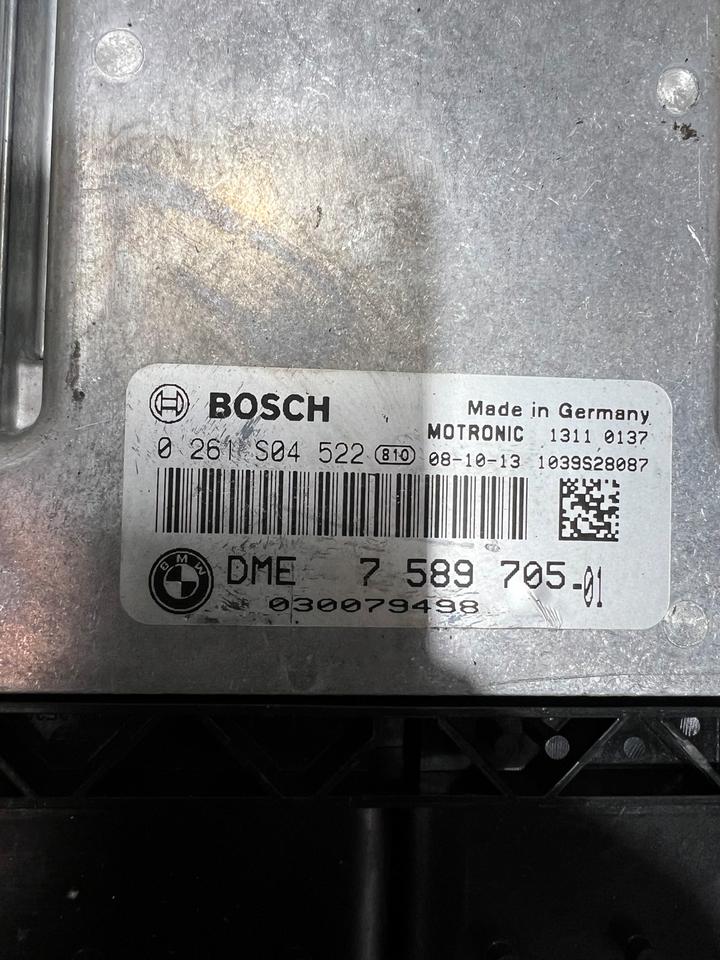 BOSCH
Made in Germany
MOTRONIC 1311 0137
0 261 S04 522 810 08-10-13 1039S28087
BMW
DME 7 589 705-01
030079498